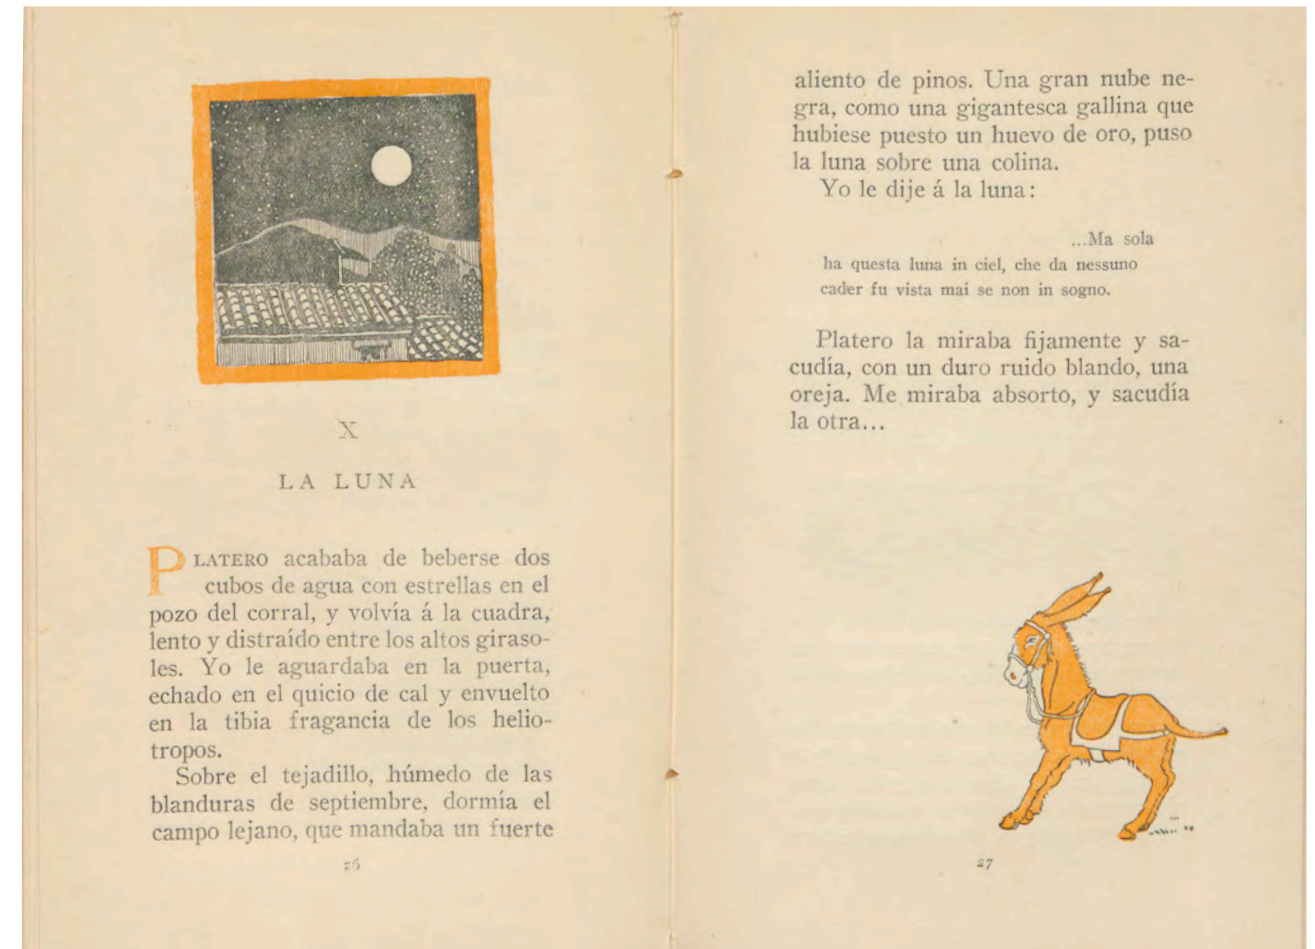 X
LA LUNA
PLATERO acababa de beberse dos
cubos de agua con estrellas en el
pozo del corral, y volvía á la cuadra,
lento y distraído entre los altos giraso-
les. Yo le aguardaba en la puerta,
echado en el quicio de cal y envuelto
en la tibia fragancia de los helio-
tropos.
Sobre el tejadillo, húmedo de las
blanduras de septiembre, dormía el
campo lejano, que mandaba un fuerte
26
aliento de pinos. Una gran nube ne-
gra, como una gigantesca gallina que
hubiese puesto un huevo de oro, puso
la luna sobre una colina.
Yo le dije á la luna:
...Ma sola
ha questa luna in ciel, che da nessuno
cader fu vista mai se non in sogno.
Platero la miraba fijamente y sa-
cudía, con un duro ruido blando, una
oreja. Me miraba absorto, y sacudía
la otra...
27